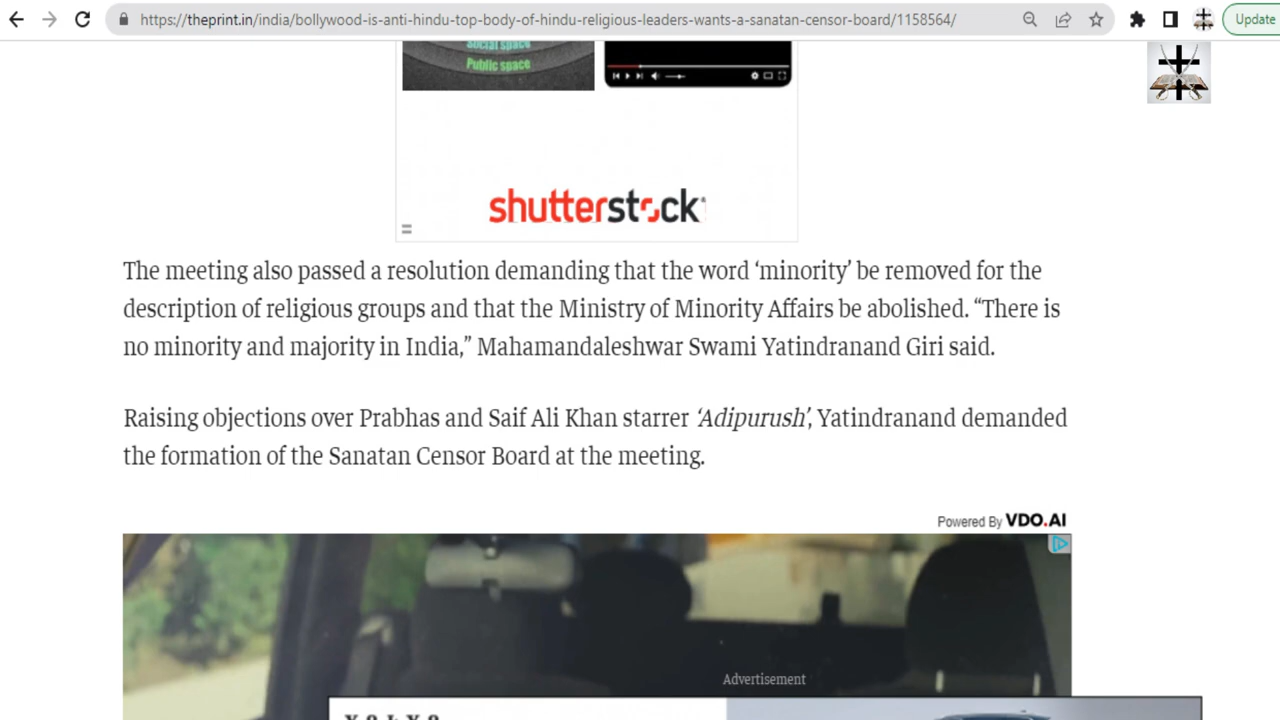 https://theprint.in/india/bollywood-is-anti-hindu-top-body-of-hindu-religious-leaders-wants-a-sanatan-censor-board/1158564/
Update
Social space
Public space
shutterstock
The meeting also passed a resolution demanding that the word ‘minority’ be removed for the
description of religious groups and that the Ministry of Minority Affairs be abolished. “There is
no minority and majority in India,” Mahamandaleshwar Swami Yatindranand Giri said.
Raising objections over Prabhas and Saif Ali Khan starrer ‘Adipurush’, Yatindranand demanded
the formation of the Sanatan Censor Board at the meeting.
Powered By VDO.AI
Advertisement